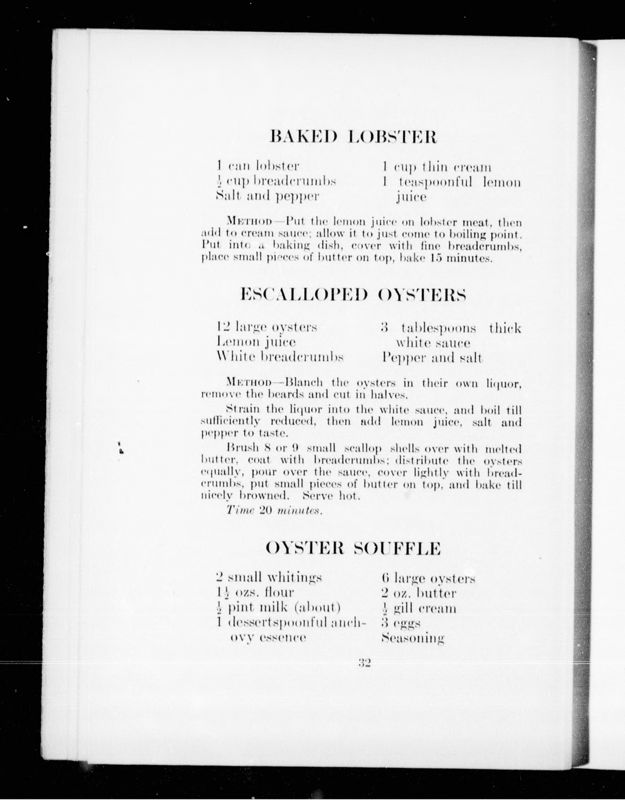 BAKED LOBSTER
1 can lobster
½ cup breadcrumbs
Salt and pepper
1 cup thin cream
1 teaspoonful lemon
juice
METHOD—Put the lemon juice on lobster meat, then
add to cream sauce; allow it to just come to boiling point.
Put into a baking dish, cover with fine breadcrumbs,
place small pieces of butter on top, bake 15 minutes.
ESCALLOPED OYSTERS
12 large oysters
Lemon juice
White breadcrumbs
3 tablespoons thick
white sauce
Pepper and salt
METHOD—Blanch the oysters in their own liquor,
remove the beards and cut in halves.
Strain the liquor into the white sauce, and boil till
sufficiently reduced, then add lemon juice, salt and
pepper to taste.
Brush 8 or 9 small scallop shells over with melted
butter, coat with breadcrumbs; distribute the oysters
equally, pour over the sauce, cover lightly with bread-
crumbs, put small pieces of butter on top, and bake till
nicely browned. Serve hot.
Time 20 minutes.
OYSTER SOUFFLE
2 small whitings
1½ ozs. flour
½ pint milk (about)
1 dessertspoonful anch-
ovy essence
6 large oysters
2 oz. butter
½ gill cream
3 eggs
Seasoning
32